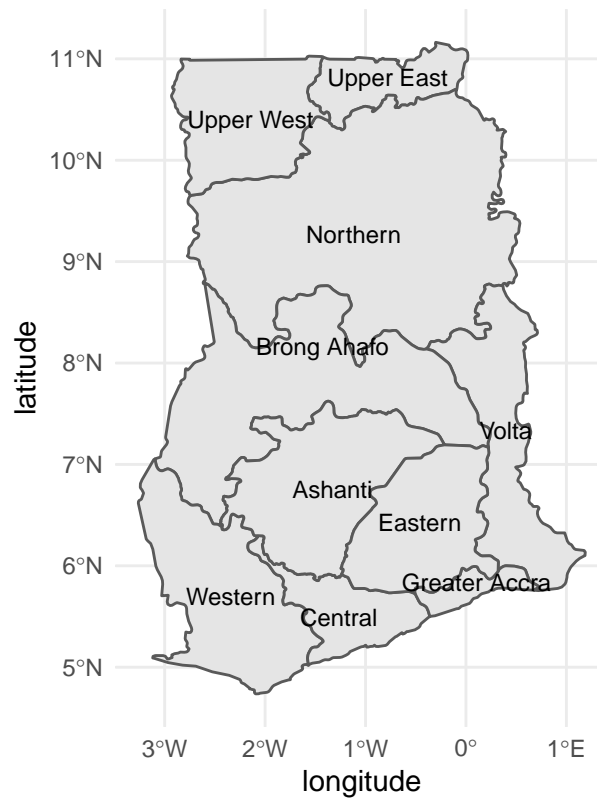 11°N
10°N
9°N
8°N
7°N
6°N
5°N
latitude
Upper East
Upper West
Northern
Brong Ahafo
Volta
Ashanti
Eastern
Greater Accra
Western
Central
3°W 2°W 1°W 0° 1°E
longitude